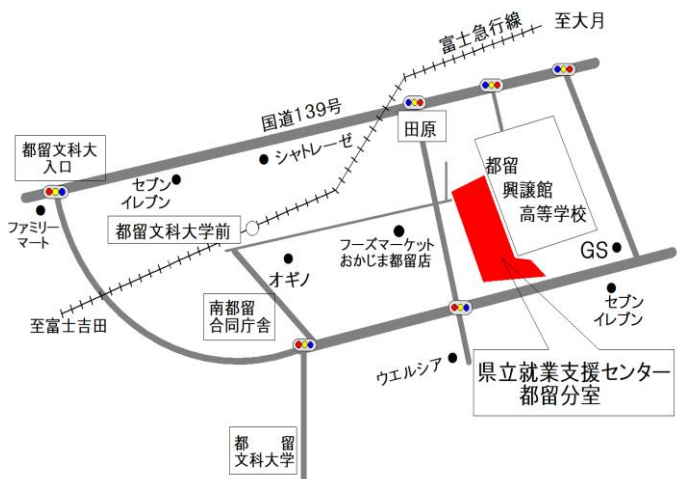 至大月
富士急行線
国道139号
田原
都留文科大
入口
シャトレーゼ
セブン
イレブン
都留
興譲館
高等学校
ファミリー
マート
都留文科大学前
フーズマーケット
おかじま都留店
GS
オギノ
セブン
イレブン
至富士吉田
南都留
合同庁舎
ウエルシア
県立就業支援センター
都留分室
都 留
文科大学